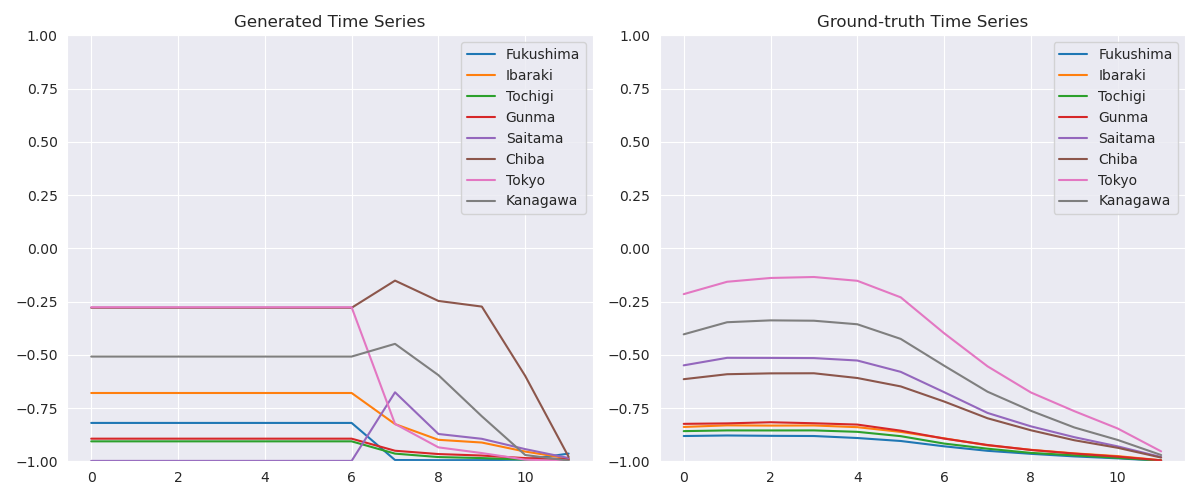 Generated Time Series
1.00
0.75
0.50
0.25
0.00
−0.25
−0.50
−0.75
−1.00
0 2 4 6 8 10
Fukushima
Ibaraki
Tochigi
Gunma
Saitama
Chiba
Tokyo
Kanagawa
Ground-truth Time Series
1.00
0.75
0.50
0.25
0.00
−0.25
−0.50
−0.75
−1.00
0 2 4 6 8 10
Fukushima
Ibaraki
Tochigi
Gunma
Saitama
Chiba
Tokyo
Kanagawa